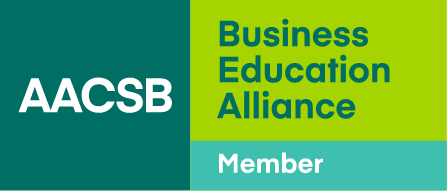 AACSB
Business
Education
Alliance
Member